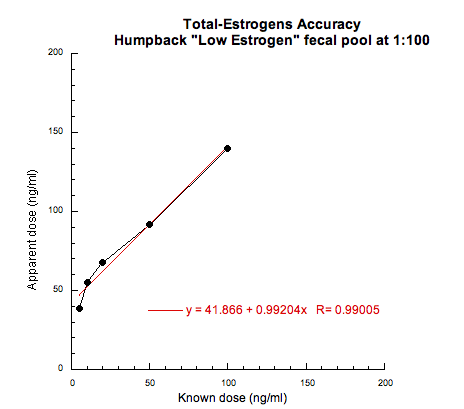 Total-Estrogens Accuracy
Humpback "Low Estrogen" fecal pool at 1:100
200
150
100
50
0
Apparent dose (ng/ml)
y = 41.866 + 0.99204x R= 0.99005
0 50 100 150 200
Known dose (ng/ml)